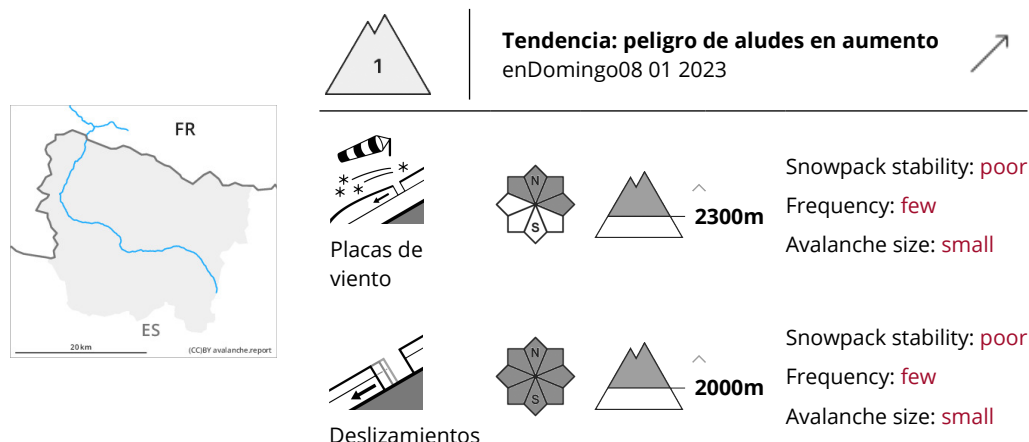 1
Tendencia: peligro de aludes en aumento
enDomingo08 01 2023
FR
ES
20 km
(CC)BY avalanche.report
Placas de
viento
N
S
2300m
Snowpack stability: poor
Frequency: few
Avalanche size: small
Deslizamientos
N
S
2000m
Snowpack stability: poor
Frequency: few
Avalanche size: small